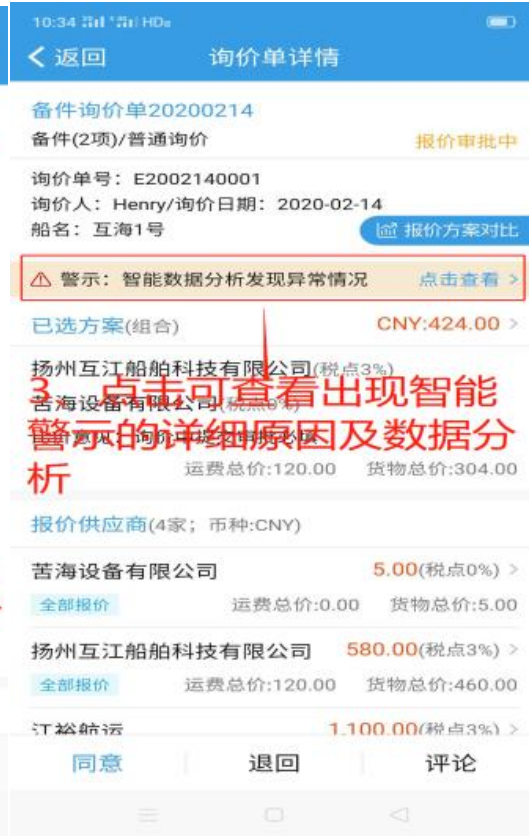 10:34 HD
返回 询价单详情
备件询价单20200214
备件(2项)/普通询价 报价审批中
询价单号：E2002140001
询价人：Henry/询价日期：2020-02-14
船名：互海1号 报价方案对比
警示：智能数据分析发现异常情况 点击查看 >
已选方案(组合) CNY:424.00 >
扬州互江船舶科技有限公司(税点3%)
苦海设备有限公司(税点0%)
3、点击可查看出现智能
警示的详细原因及数据分
析
运费总价:120.00 货物总价:304.00
报价供应商(4家；币种:CNY)
苦海设备有限公司 5.00(税点0%) >
全部报价 运费总价:0.00 货物总价:5.00
扬州互江船舶科技有限公司 580.00(税点3%) >
全部报价 运费总价:120.00 货物总价:460.00
江裕航运 1,100.00(税点3%) >
同意 退回 评论